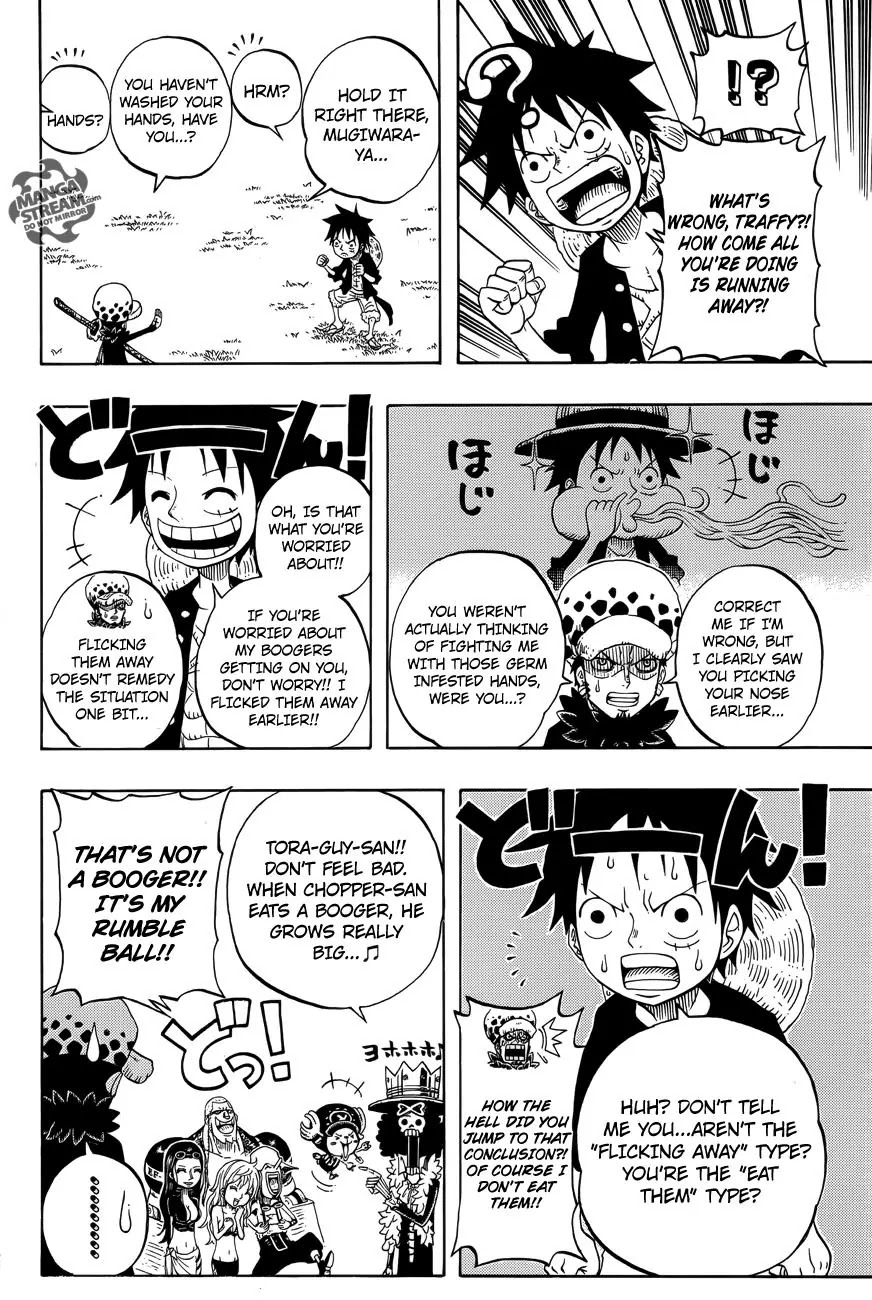 !?
WHAT'S
WRONG, TRAFFY?!
HOW COME ALL
YOU'RE DOING
IS RUNNING
AWAY?!
HOLD IT
RIGHT THERE,
MUGIWARA-
YA...
HRM?
YOU HAVEN'T
WASHED YOUR
HANDS, HAVE
YOU...?
HANDS?
MANGA
STREAM.com
DO NOT MIRROR
ほじ
ほじ
CORRECT
ME IF I'M
WRONG, BUT
I CLEARLY SAW
YOU PICKING
YOUR NOSE
EARLIER...
YOU WEREN'T
ACTUALLY THINKING
OF FIGHTING ME
WITH THOSE GERM
INFESTED HANDS,
WERE YOU...?
どーん!
OH, IS THAT
WHAT YOU'RE
WORRIED
ABOUT!!
IF YOU'RE
WORRIED ABOUT
MY BOOGERS
GETTING ON YOU,
DON'T WORRY!! I
FLICKED THEM AWAY
EARLIER!!
FLICKING
THEM AWAY
DOESN'T REMEDY
THE SITUATION
ONE BIT...
どーん!
HUH? DON'T TELL
ME YOU...AREN'T THE
"FLICKING AWAY" TYPE?
YOU'RE THE "EAT
THEM" TYPE?
HOW THE
HELL DID YOU
JUMP TO THAT
CONCLUSION?!
OF COURSE I
DON'T EAT
THEM!!
TORA-GUY-SAN!!
DON'T FEEL BAD.
WHEN CHOPPER-SAN
EATS A BOOGER, HE
GROWS REALLY
BIG...♫
THAT'S NOT
A BOOGER!!
IT'S MY
RUMBLE
BALL!!
ヨホホホ♪
どっ!